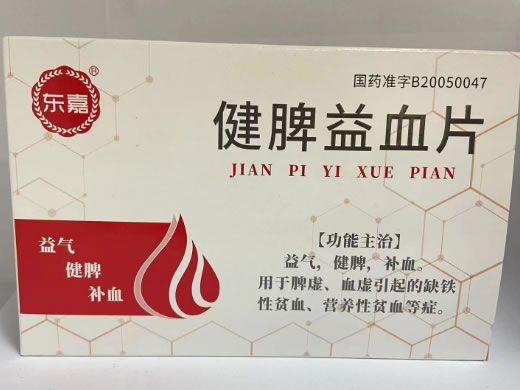 东嘉
®
国药准字B20050047
健脾益血片
JIAN PI YI XUE PIAN
益气
健脾
补血
【功能主治】
益气，健脾，补血。
用于脾虚、血虚引起的缺铁
性贫血、营养性贫血等症。